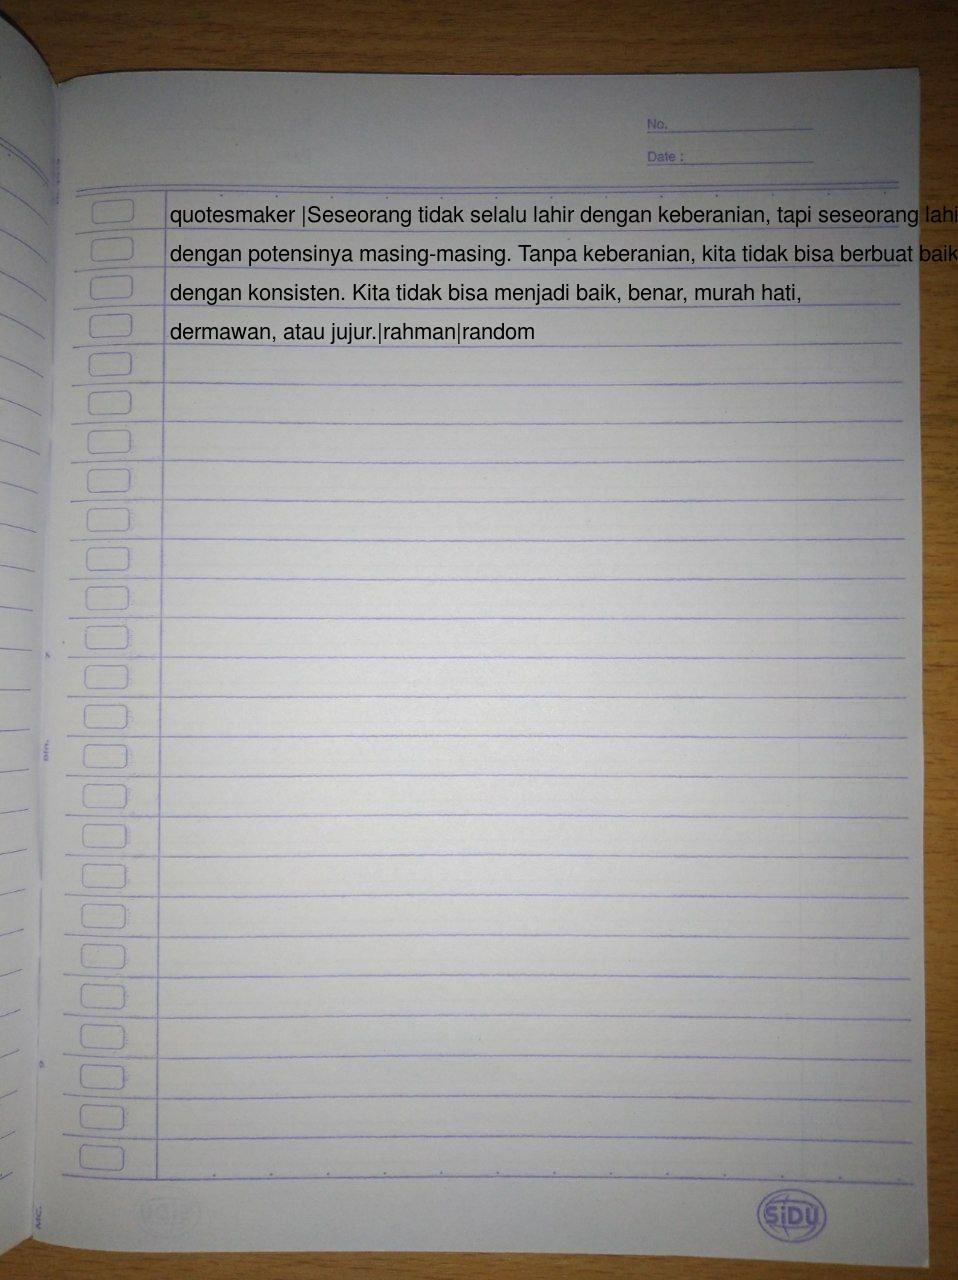 No.
Date :
quotesmaker |Seseorang tidak selalu lahir dengan keberanian, tapi seseorang lahi
dengan potensinya masing-masing. Tanpa keberanian, kita tidak bisa berbuat baik
dengan konsisten. Kita tidak bisa menjadi baik, benar, murah hati,
dermawan, atau jujur.|rahman|random
SiDU